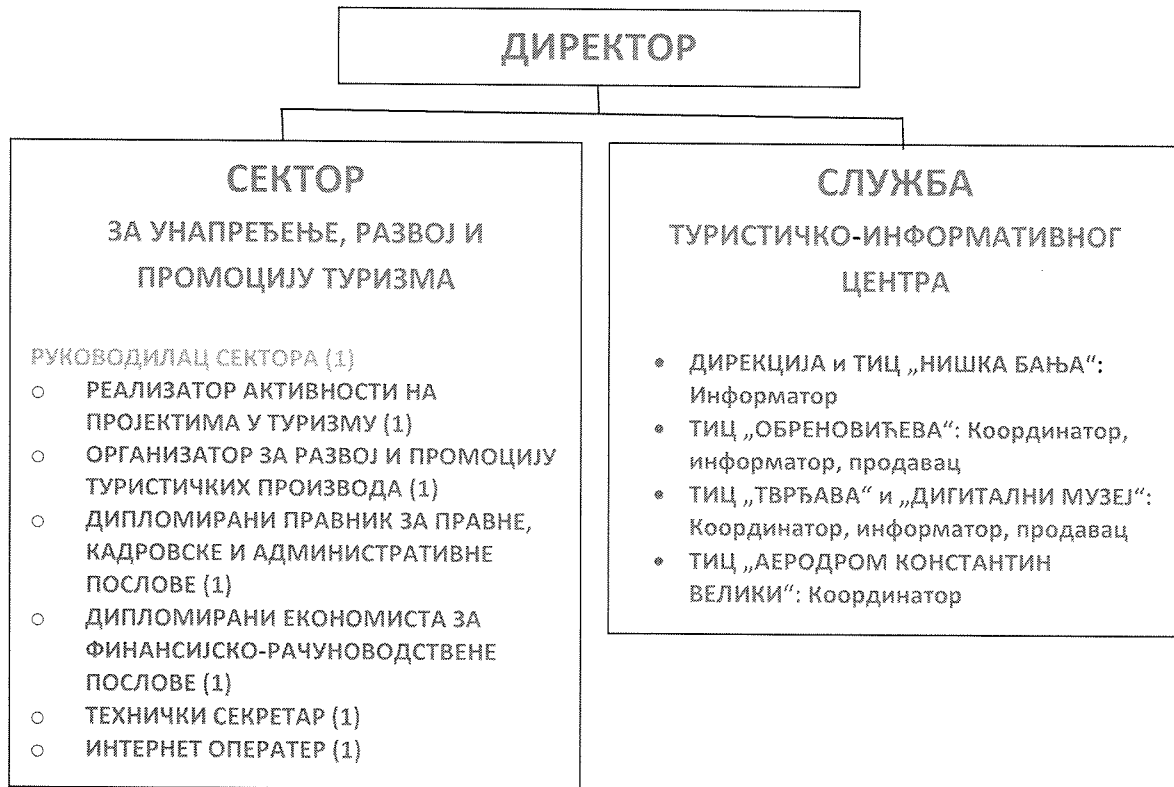 ДИРЕКТОР
СЕКТОР
ЗА УНАПРЕЂЕЊЕ, РАЗВОЈ И
ПРОМОЦИЈУ ТУРИЗМА
РУКОВОДИЛАЦ СЕКТОРА (1)
○ РЕАЛИЗАТОР АКТИВНОСТИ НА
ПРОЈЕКТИМА У ТУРИЗМУ (1)
○ ОРГАНИЗАТОР ЗА РАЗВОЈ И ПРОМОЦИЈУ
ТУРИСТИЧКИХ ПРОИЗВОДА (1)
○ ДИПЛОМИРАНИ ПРАВНИК ЗА ПРАВНЕ,
КАДРОВСКЕ И АДМИНИСТРАТИВНЕ
ПОСЛОВЕ (1)
○ ДИПЛОМИРАНИ ЕКОНОМИСТА ЗА
ФИНАНСИЈСКО-РАЧУНОВОДСТВЕНЕ
ПОСЛОВЕ (1)
○ ТЕХНИЧКИ СЕКРЕТАР (1)
○ ИНТЕРНЕТ ОПЕРАТЕР (1)
СЛУЖБА
ТУРИСТИЧКО-ИНФОРМАТИВНОГ
ЦЕНТРА
• ДИРЕКЦИЈА и ТИЦ „НИШКА БАЊА“:
Информатор
• ТИЦ „ОБРЕНОВИЋЕВА“: Координатор,
информатор, продавац
• ТИЦ „ТВРЂАВА“ и „ДИГИТАЛНИ МУЗЕЈ“:
Координатор, информатор, продавац
• ТИЦ „АЕРОДРОМ КОНСТАНТИН
ВЕЛИКИ“: Координатор